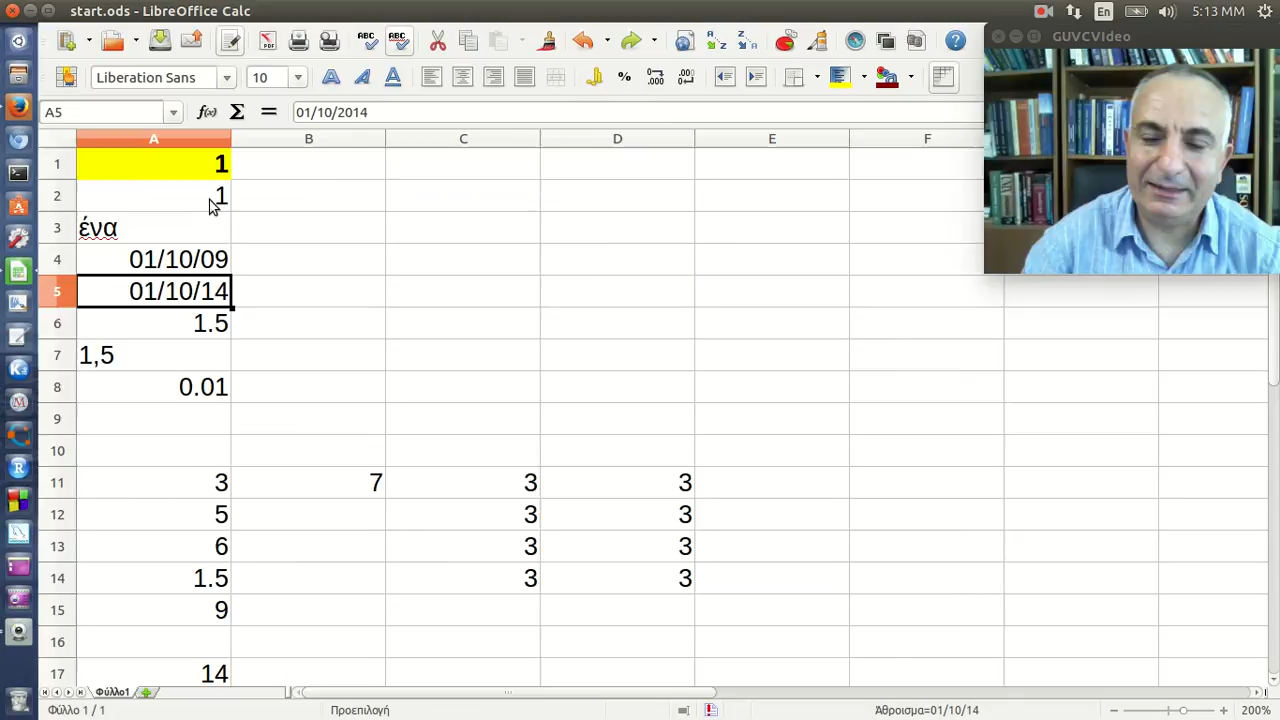 start.ods - LibreOffice Calc
En
5:13 ΜΜ
GUVCVideo
Liberation Sans
10
A5
01/10/2014
A B C D E F
1 1
2 1
3 ένα
4 01/10/09
5 01/10/14
6 1.5
7 1,5
8 0.01
9
10
11 3 7 3 3
12 5 3 3
13 6 3 3
14 1.5 3 3
15 9
16
17 14
Φύλλο1
Φύλλο 1 / 1
Προεπιλογή
Άθροισμα=01/10/14
200%